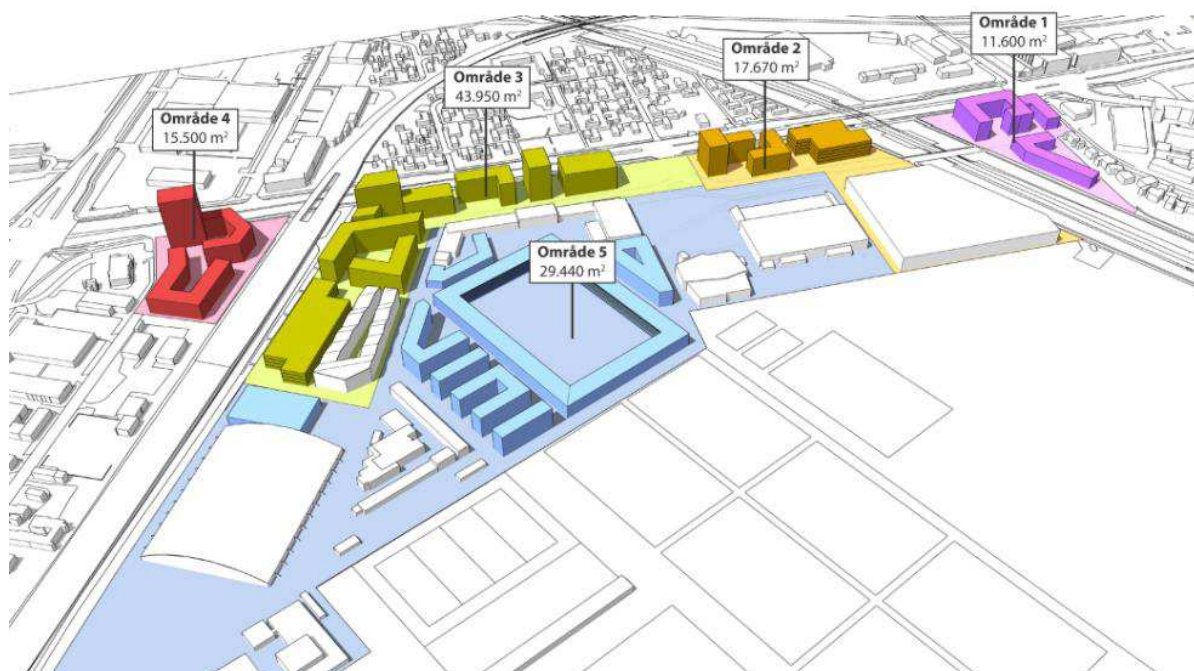 Område 1
11.600 m²
Område 2
17.670 m²
Område 3
43.950 m²
Område 4
15.500 m²
Område 5
29.440 m²